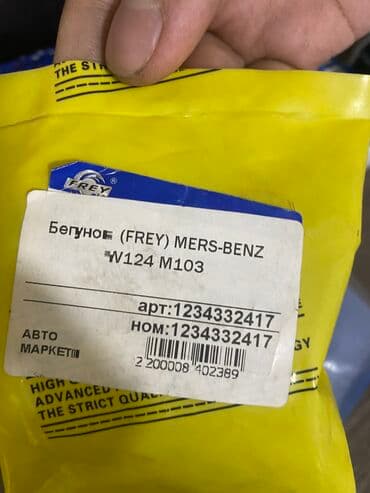 THE STR
FREY
Бегунок (FREY) MERS-BENZ
W124 M103
арт:1234332417
ном:1234332417
АВТО
МАРКЕТ
2 200008 402389
GY
HIGH
ADVANCED
THE STRICT QUA